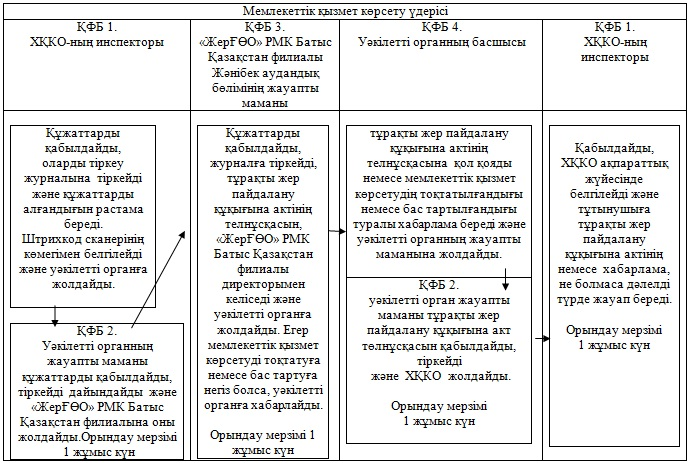 Мемлекеттік қызмет көрсету үдерісі
ҚФБ 1.
ХҚКО-ның инспекторы
ҚФБ 3.
«ЖерҒӨО» РМК Батыс
Қазақстан филиалы
Жәнібек аудандық
бөлімінің жауапты
маманы
ҚФБ 4.
Уәкілетті органның басшысы
ҚФБ 1.
ХҚКО-ның
инспекторы
Құжаттарды
қабылдайды,
оларды тіркеу
журналына тіркейді
және құжаттарды
алғандығын растама
береді.
Штрихкод сканерінің
көмегімен белгілейді
және уәкілетті органға
жолдайды.
ҚФБ 2.
Уәкілетті органның
жауапты маманы
құжаттарды қабылдайды,
тіркейді дайындайды және
«ЖерҒӨО» РМК Батыс
Қазақстан филиалына оны
жолдайды.Орындау мерзімі
1 жұмыс күн
Құжаттарды
қабылдайды,
журналға тіркейді,
тұрақты жер
пайдалану
құқығына актінің
телнұсқасын,
«ЖерҒӨО» РМК
Батыс Қазақстан
филиалы
директорымен
келіседі және
уәкілетті органға
жолдайды. Егер
мемлекеттік қызмет
көрсетуді тоқтатуға
немесе бас тартуға
негіз болса, уәкілетті
органға хабарлайды.
Орындау мерзімі 1
жұмыс күн
тұрақты жер пайдалану
құқығына актінің
телнұсқасына қол қояды
немесе мемлекеттік қызмет
көрсетудің тоқтатылғандығы
немесе бас тартылғандығы
туралы хабарлама береді және
уәкілетті органның жауапты
маманына жолдайды.
ҚФБ 2.
уәкілетті орган жауапты
маманы тұрақты жер
пайдалану құқығына акт
төлнұсқасын қабылдайды,
тіркейді
және ХҚКО жолдайды.
Орындау мерзімі
1 жұмыс күн
Қабылдайды,
ХҚКО ақпараттық
жүйесінде
белгілейді және
тұтынушыға
тұрақты жер
пайдалану
құқығына актінің
немесе хабарлама,
не болмаса дәлелді
түрде жауап береді.
Орындау мерзімі
1 жұмыс күн